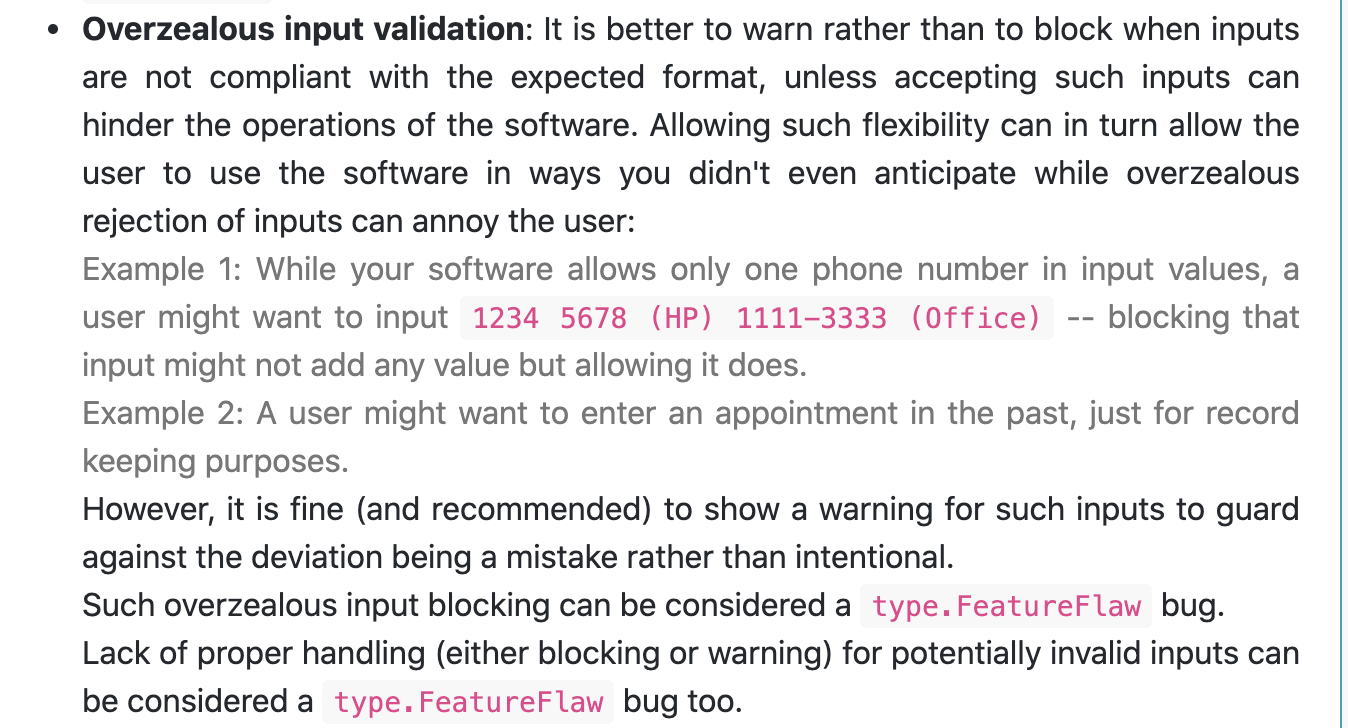 • Overzealous input validation: It is better to warn rather than to block when inputs
are not compliant with the expected format, unless accepting such inputs can
hinder the operations of the software. Allowing such flexibility can in turn allow the
user to use the software in ways you didn't even anticipate while overzealous
rejection of inputs can annoy the user:
Example 1: While your software allows only one phone number in input values, a
user might want to input 1234 5678 (HP) 1111-3333 (Office) -- blocking that
input might not add any value but allowing it does.
Example 2: A user might want to enter an appointment in the past, just for record
keeping purposes.
However, it is fine (and recommended) to show a warning for such inputs to guard
against the deviation being a mistake rather than intentional.
Such overzealous input blocking can be considered a type.FeatureFlaw bug.
Lack of proper handling (either blocking or warning) for potentially invalid inputs can
be considered a type.FeatureFlaw bug too.